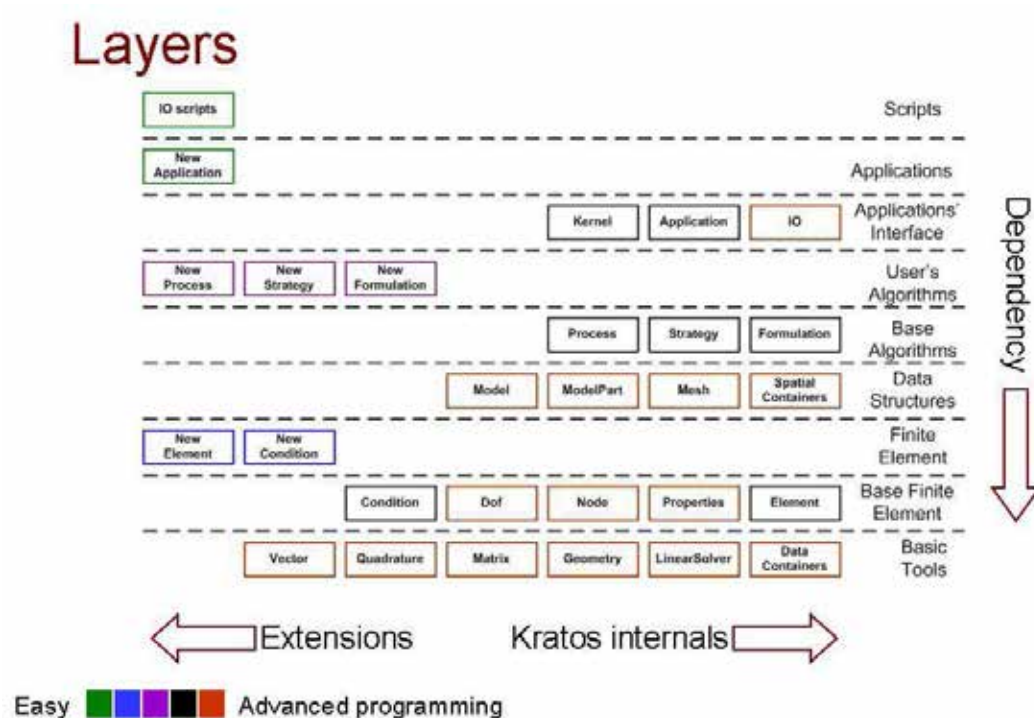 Layers
IO scripts
Scripts
New
Application
Applications
Kernel
Application
IO
Applications'
Interface
New
Process
New
Strategy
New
Formulation
User's
Algorithms
Process
Strategy
Formulation
Base
Algorithms
Model
ModelPart
Mesh
Spatial
Containers
Data
Structures
New
Element
New
Condition
Finite
Element
Condition
Dof
Node
Properties
Element
Base Finite
Element
Vector
Quadrature
Matrix
Geometry
LinearSolver
Data
Containers
Basic
Tools
Dependency
Extensions
Kratos internals
Easy
Advanced programming